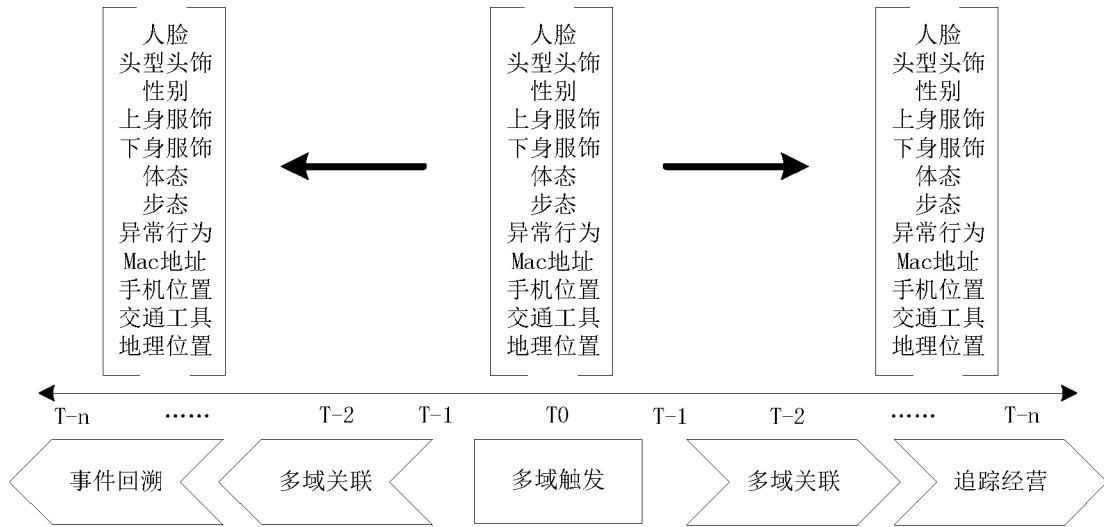 人脸
头型头饰
性别
上身服饰
下身服饰
体态
步态
异常行为
Mac地址
手机位置
交通工具
地理位置
人脸
头型头饰
性别
上身服饰
下身服饰
体态
步态
异常行为
Mac地址
手机位置
交通工具
地理位置
人脸
头型头饰
性别
上身服饰
下身服饰
体态
步态
异常行为
Mac地址
手机位置
交通工具
地理位置
T-n ...... T-2 T-1 T0 T-1 T-2 ...... T-n
事件回溯 多域关联 多域触发 多域关联 追踪经营